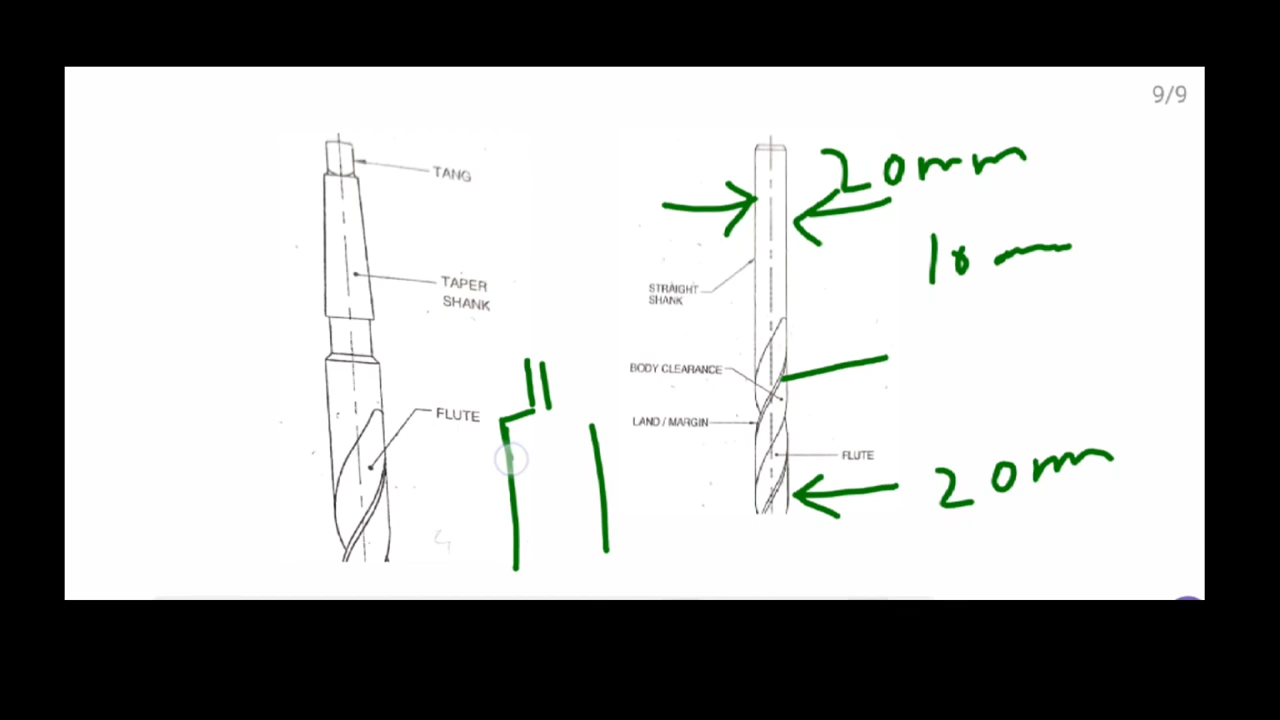 9/9
TANG
TAPER
SHANK
FLUTE
20mm
STRAIGHT
SHANK
BODY CLEARANCE
LAND / MARGIN
FLUTE
20mm